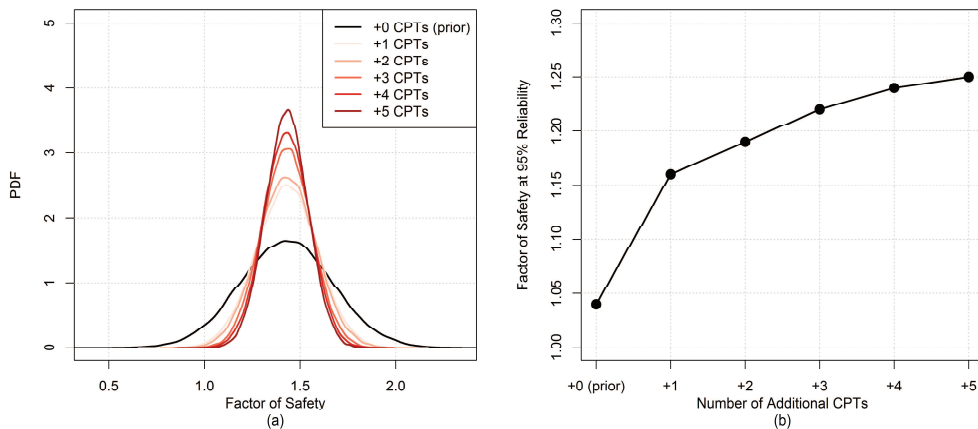 5
4
3
2
1
0
PDF
+0 CPTs (prior)
+1 CPTs
+2 CPTs
+3 CPTs
+4 CPTs
+5 CPTs
0.5 1.0 1.5 2.0
Factor of Safety
(a)
1.30
1.25
1.20
1.15
1.10
1.05
1.00
Factor of Safety at 95% Reliability
+0 (prior) +1 +2 +3 +4 +5
Number of Additional CPTs
(b)